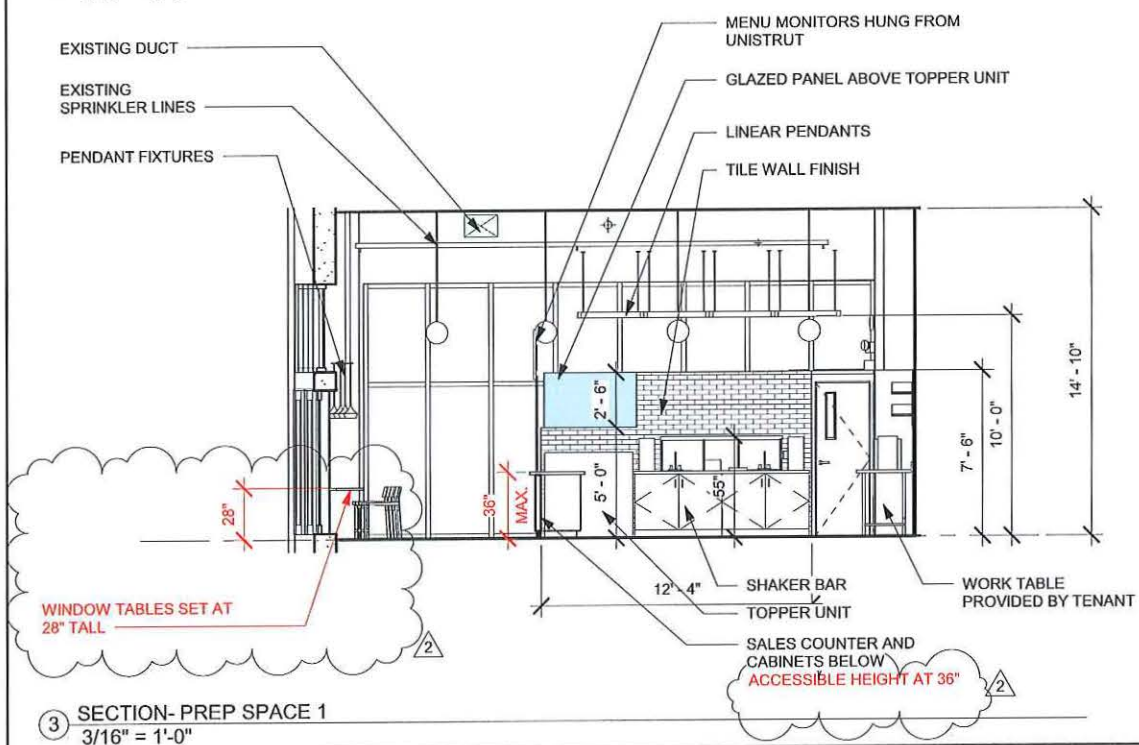 EXISTING DUCT
EXISTING
SPRINKLER LINES
PENDANT FIXTURES
MENU MONITORS HUNG FROM
UNISTRUT
GLAZED PANEL ABOVE TOPPER UNIT
LINEAR PENDANTS
TILE WALL FINISH
2' - 6"
5' - 0"
55"
36"
MAX.
28"
7' - 6"
10' - 0"
14' - 10"
12' - 4"
WINDOW TABLES SET AT
28" TALL
2
SHAKER BAR
TOPPER UNIT
SALES COUNTER AND
CABINETS BELOW
ACCESSIBLE HEIGHT AT 36"
2
WORK TABLE
PROVIDED BY TENANT
3 SECTION- PREP SPACE 1
3/16" = 1'-0"